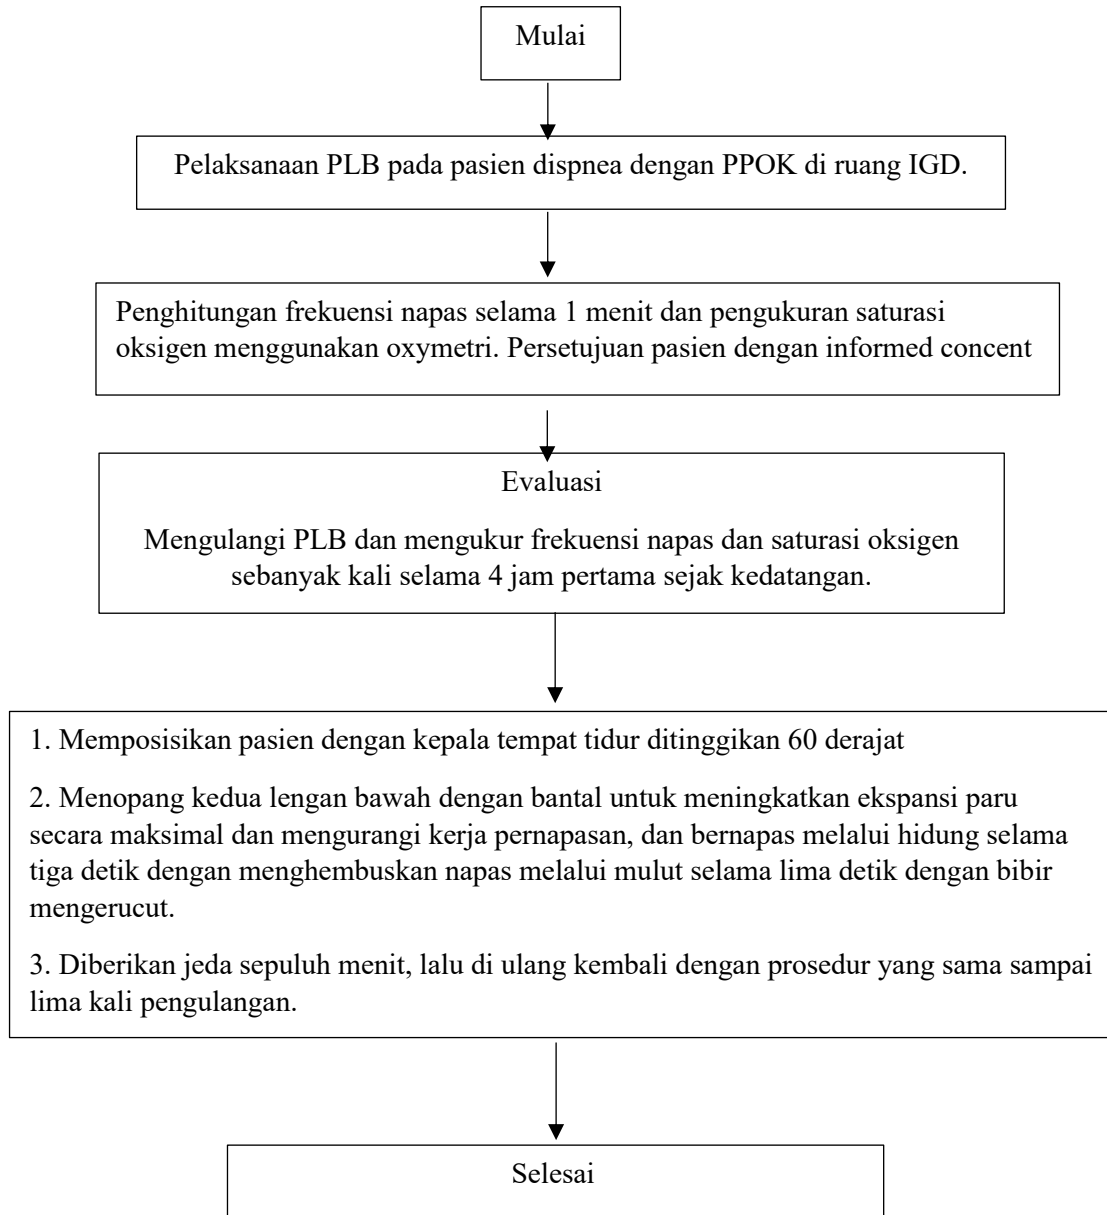 Mulai
Pelaksanaan PLB pada pasien dispnea dengan PPOK di ruang IGD.
Penghitungan frekuensi napas selama 1 menit dan pengukuran saturasi
oksigen menggunakan oxymetri. Persetujuan pasien dengan informed concent
Evaluasi
Mengulangi PLB dan mengukur frekuensi napas dan saturasi oksigen
sebanyak kali selama 4 jam pertama sejak kedatangan.
1. Memposisikan pasien dengan kepala tempat tidur ditinggikan 60 derajat
2. Menopang kedua lengan bawah dengan bantal untuk meningkatkan ekspansi paru
secara maksimal dan mengurangi kerja pernapasan, dan bernapas melalui hidung selama
tiga detik dengan menghembuskan napas melalui mulut selama lima detik dengan bibir
mengerucut.
3. Diberikan jeda sepuluh menit, lalu di ulang kembali dengan prosedur yang sama sampai
lima kali pengulangan.
Selesai